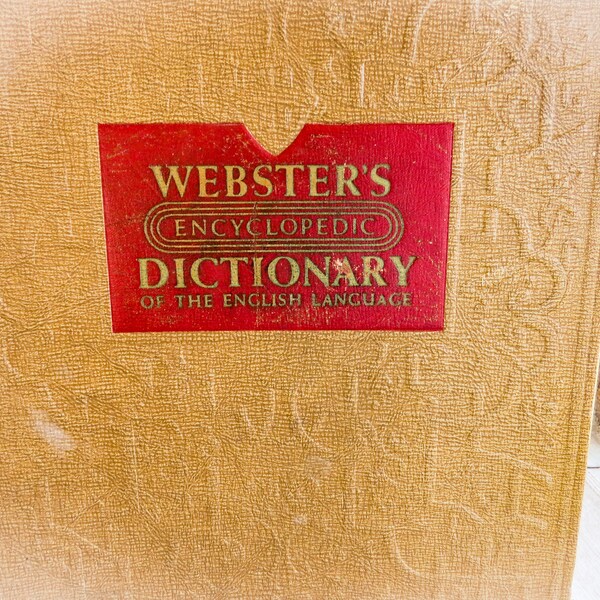 WEBSTER'S
ENCYCLOPEDIC
DICTIONARY
OF THE ENGLISH LANGUAGE